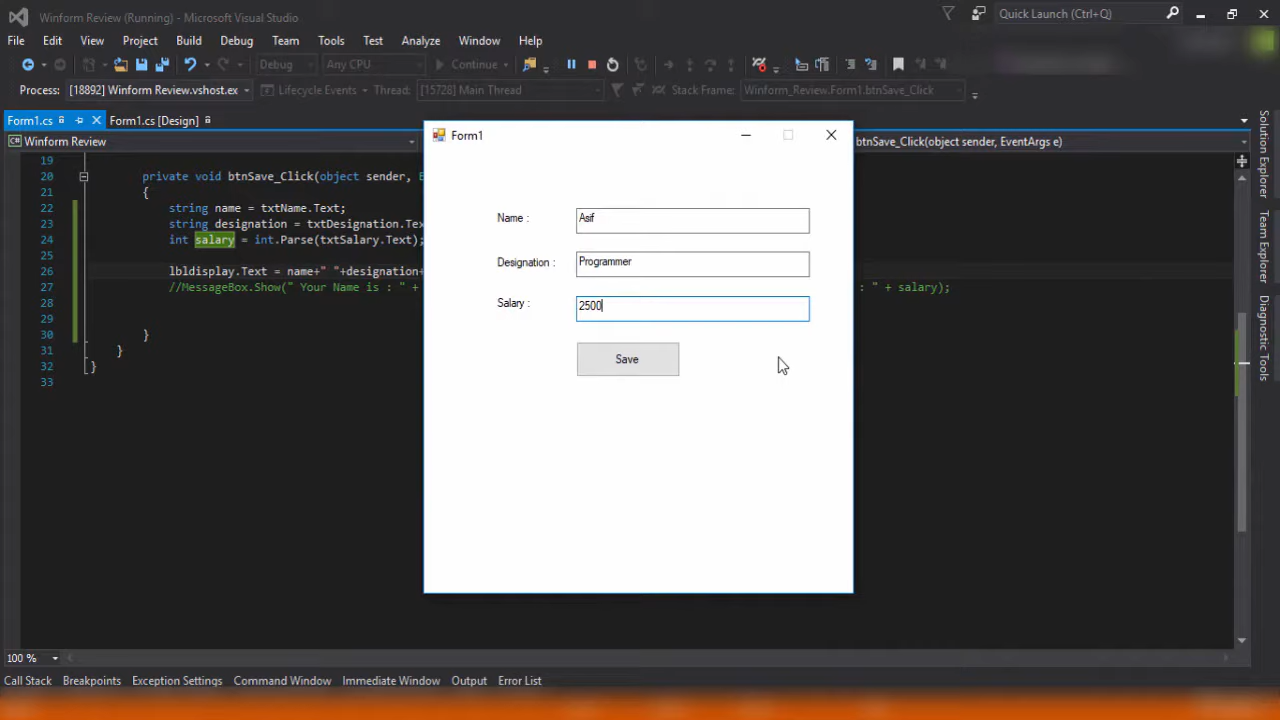 Winform Review (Running) - Microsoft Visual Studio
Quick Launch (Ctrl+Q)
File Edit View Project Build Debug Team Tools Test Analyze Window Help
Debug Any CPU Continue
Process: [18892] Winform Review.vshost.ex Lifecycle Events Thread: [15728] Main Thread Stack Frame: Winform_Review.Form1.btnSave_Click
Form1.cs Form1.cs [Design]
C# Winform Review btnSave_Click(object sender, EventArgs e)
Form1
19
20 private void btnSave_Click(object sender, E
21 {
22 string name = txtName.Text;
23 string designation = txtDesignation.Tex
24 int salary = int.Parse(txtSalary.Text);
25
26 lbldisplay.Text = name+" "+designation+
27 //MessageBox.Show(" Your Name is : " + : " + salary);
28
30 }
31 }
32 }
33
Name : Asif
Designation : Programmer
Salary : 2500
Save
Solution Explorer
Team Explorer
Diagnostic Tools
100 %
Call Stack Breakpoints Exception Settings Command Window Immediate Window Output Error List